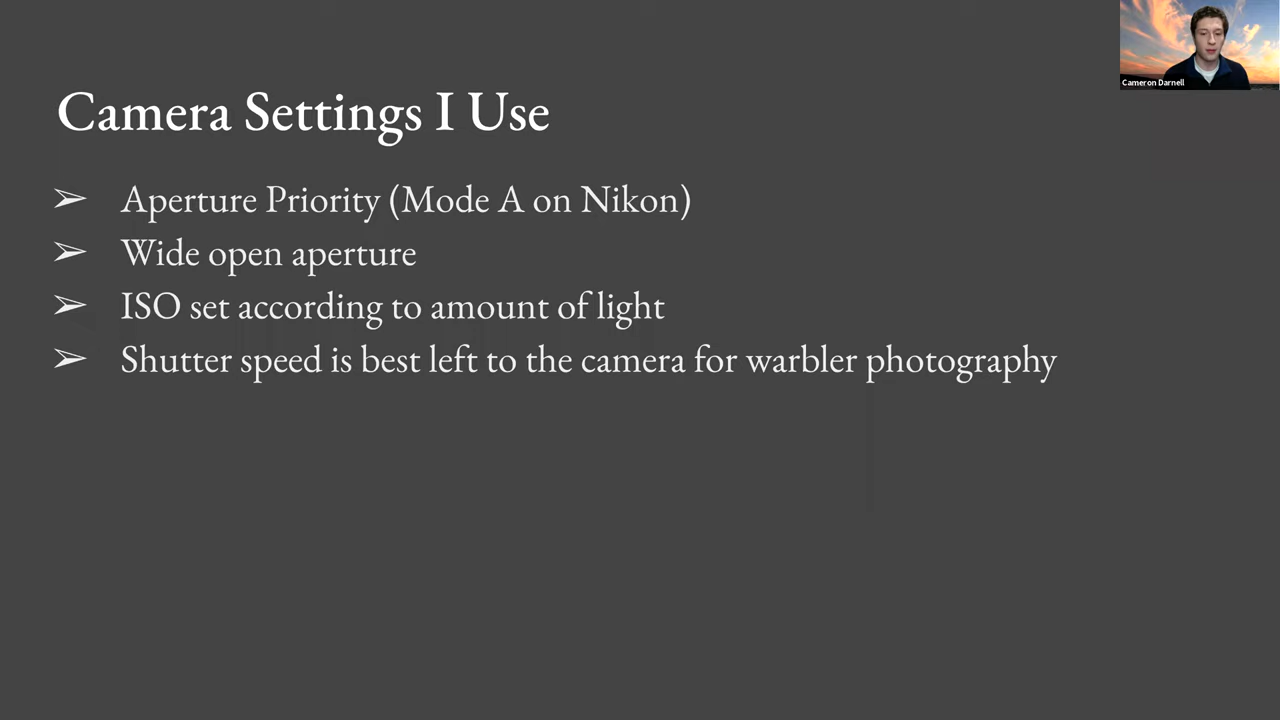 Cameron Darnell
Camera Settings I Use
➢ Aperture Priority (Mode A on Nikon)
➢ Wide open aperture
➢ ISO set according to amount of light
➢ Shutter speed is best left to the camera for warbler photography